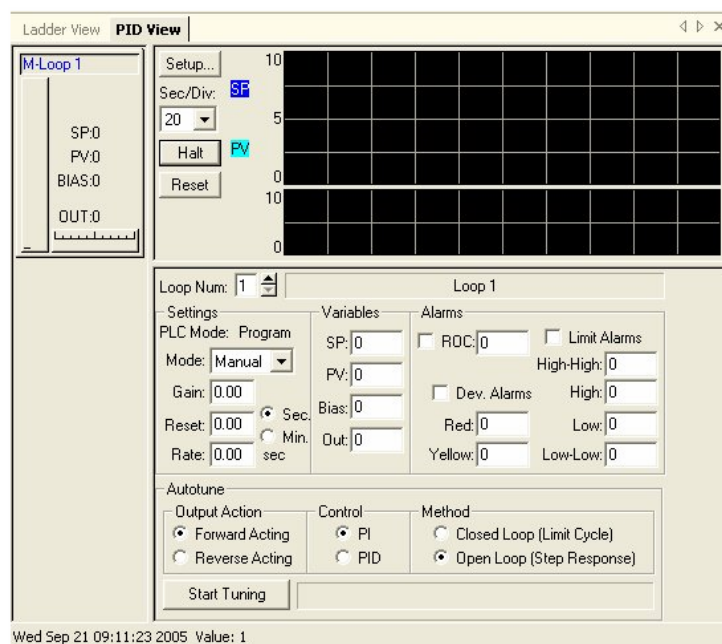 Ladder View PID View
M-Loop 1
SP:0
PV:0
BIAS:0
OUT:0
Setup...
Sec/Div:
20
Halt
Reset
SP
PV
10
5
0
10
0
Loop Num: 1 Loop 1
Settings
PLC Mode: Program
Mode: Manual
Gain: 0.00
Reset: 0.00
Sec.
Min.
Rate: 0.00 sec
Variables
SP: 0
PV: 0
Bias: 0
Out: 0
Alarms
ROC: 0
Limit Alarms
High-High: 0
Dev. Alarms
High: 0
Red: 0
Low: 0
Yellow: 0
Low-Low: 0
Autotune
Output Action
Forward Acting
Reverse Acting
Control
PI
PID
Method
Closed Loop (Limit Cycle)
Open Loop (Step Response)
Start Tuning
Wed Sep 21 09:11:23 2005 Value: 1